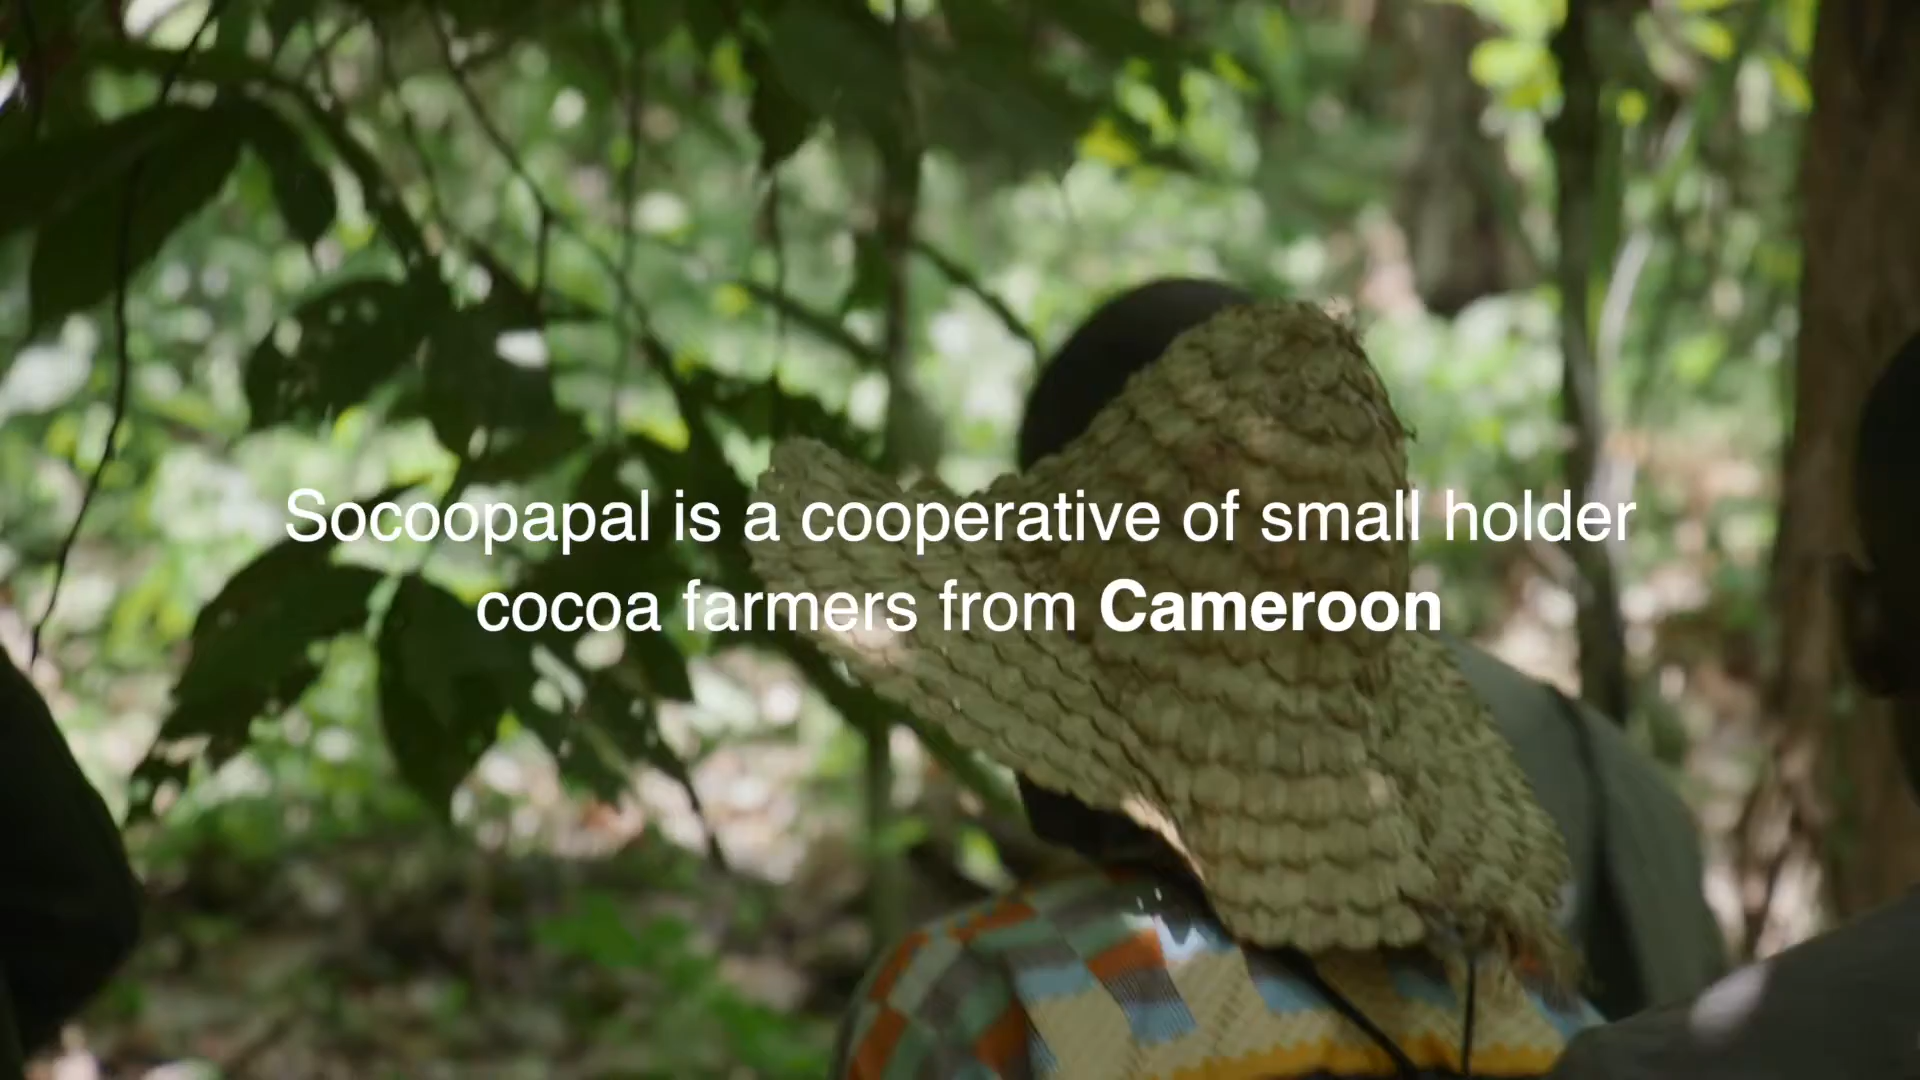 Socoopapal is a cooperative of small holder
cocoa farmers from Cameroon